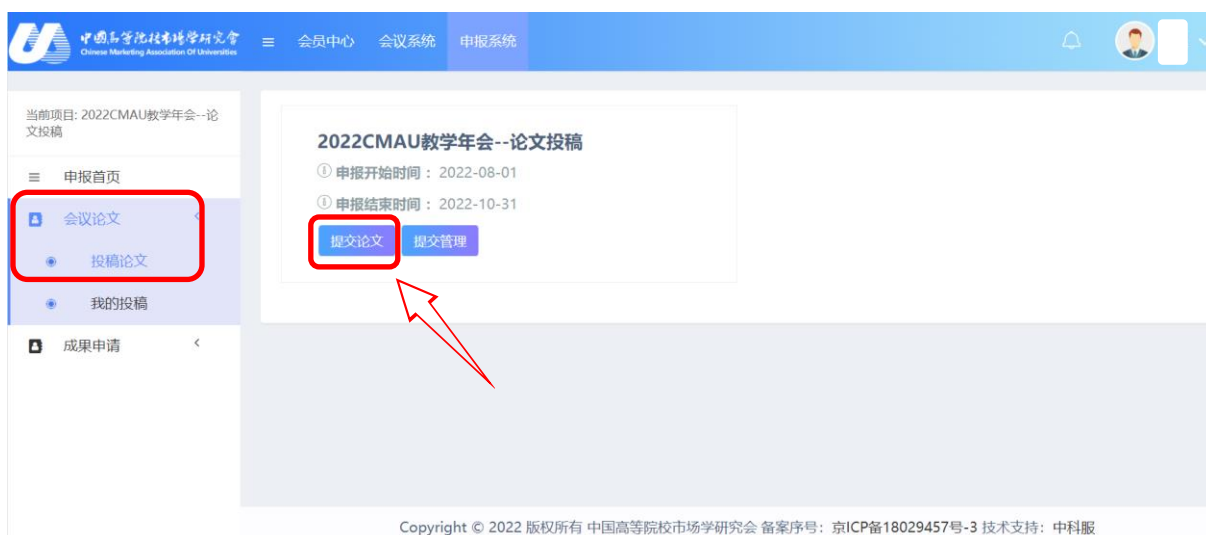 中国高等院校市场学研究会
Chinese Marketing Association Of Universities
会员中心 会议系统 申报系统
当前项目: 2022CMAU教学年会--论
文投稿
申报首页
会议论文
投稿论文
我的投稿
成果申请
2022CMAU教学年会--论文投稿
申报开始时间： 2022-08-01
申报结束时间： 2022-10-31
提交论文 提交管理
Copyright © 2022 版权所有 中国高等院校市场学研究会 备案序号：京ICP备18029457号-3 技术支持：中科服